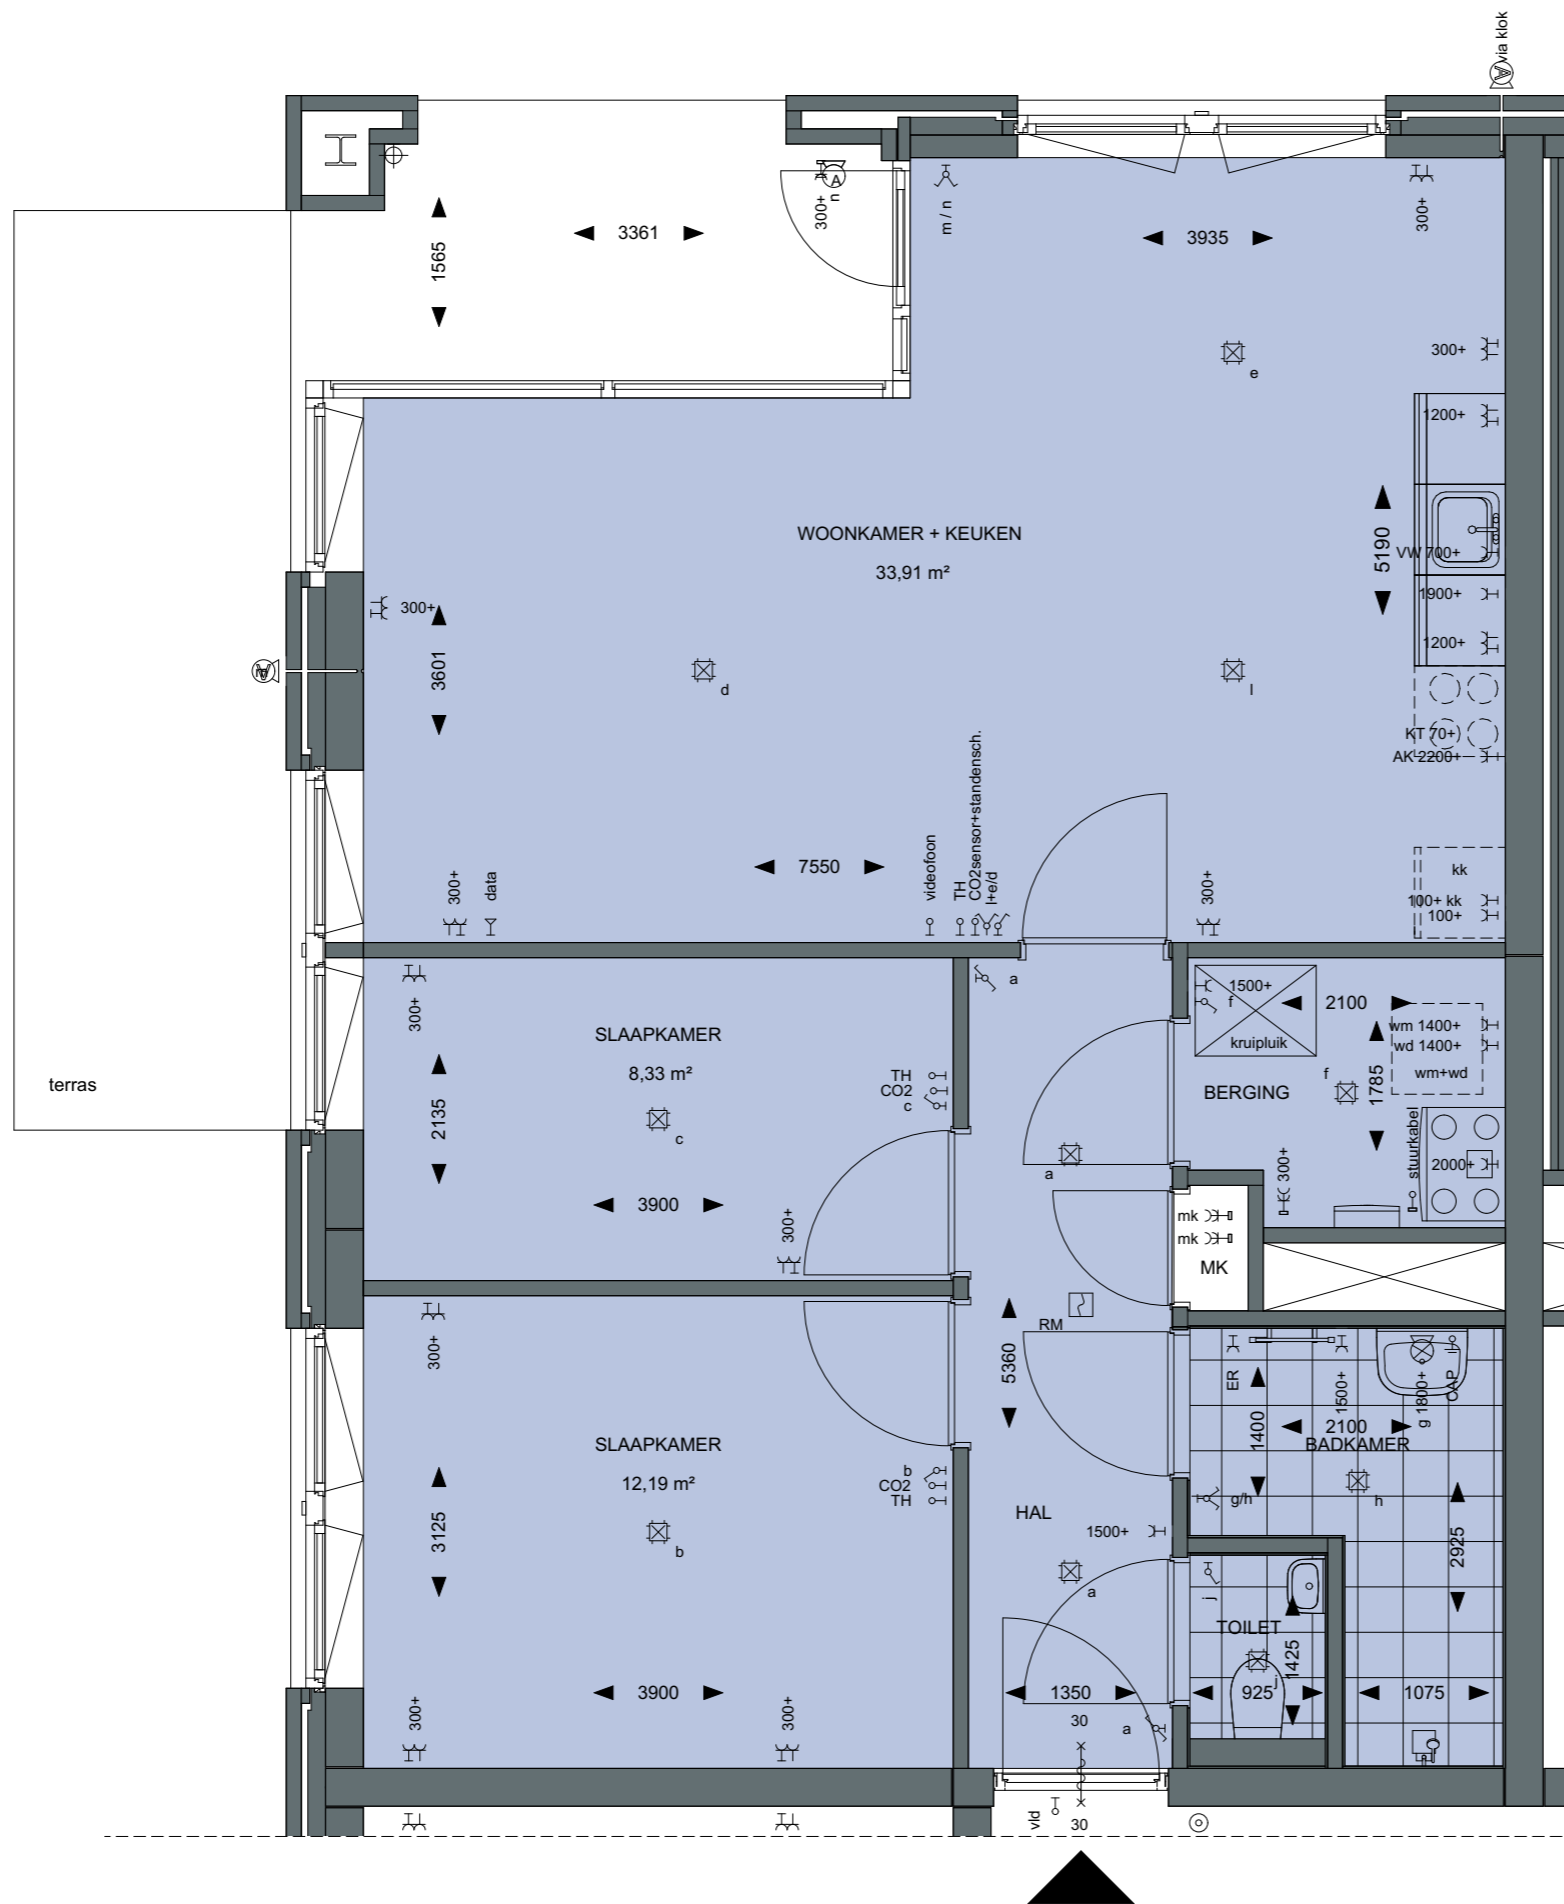 via klok
A
A
n
300+
m / n
300+
3361
3935
1565
300+
e
1200+
WOONKAMER + KEUKEN
33,91 m²
5190
VW 700+
1900+
300+
1200+
3601
d
l
KT 70+
AK 2200+
7550
300+
data
videofoon
TH
CO2sensor+standensch.
l+e/d
300+
kk
100+ kk
100+
a
300+
1500+
f
2100
wm 1400+
wd 1400+
kruipluik
wm+wd
SLAAPKAMER
8,33 m²
TH
CO2
c
c
terras
2135
BERGING
f
1785
stuurkabel
2000+
a
300+
3900
300+
mk
mk
MK
RM
300+
5360
ER
1400
1500+
g 1800+
CAP
2100
BADKAMER
SLAAPKAMER
12,19 m²
b
CO2
TH
g/h
h
HAL
1500+
3125
b
2925
a
j
TOILET
j
1425
3900
1350
925
1075
300+
300+
30
a
vld
30